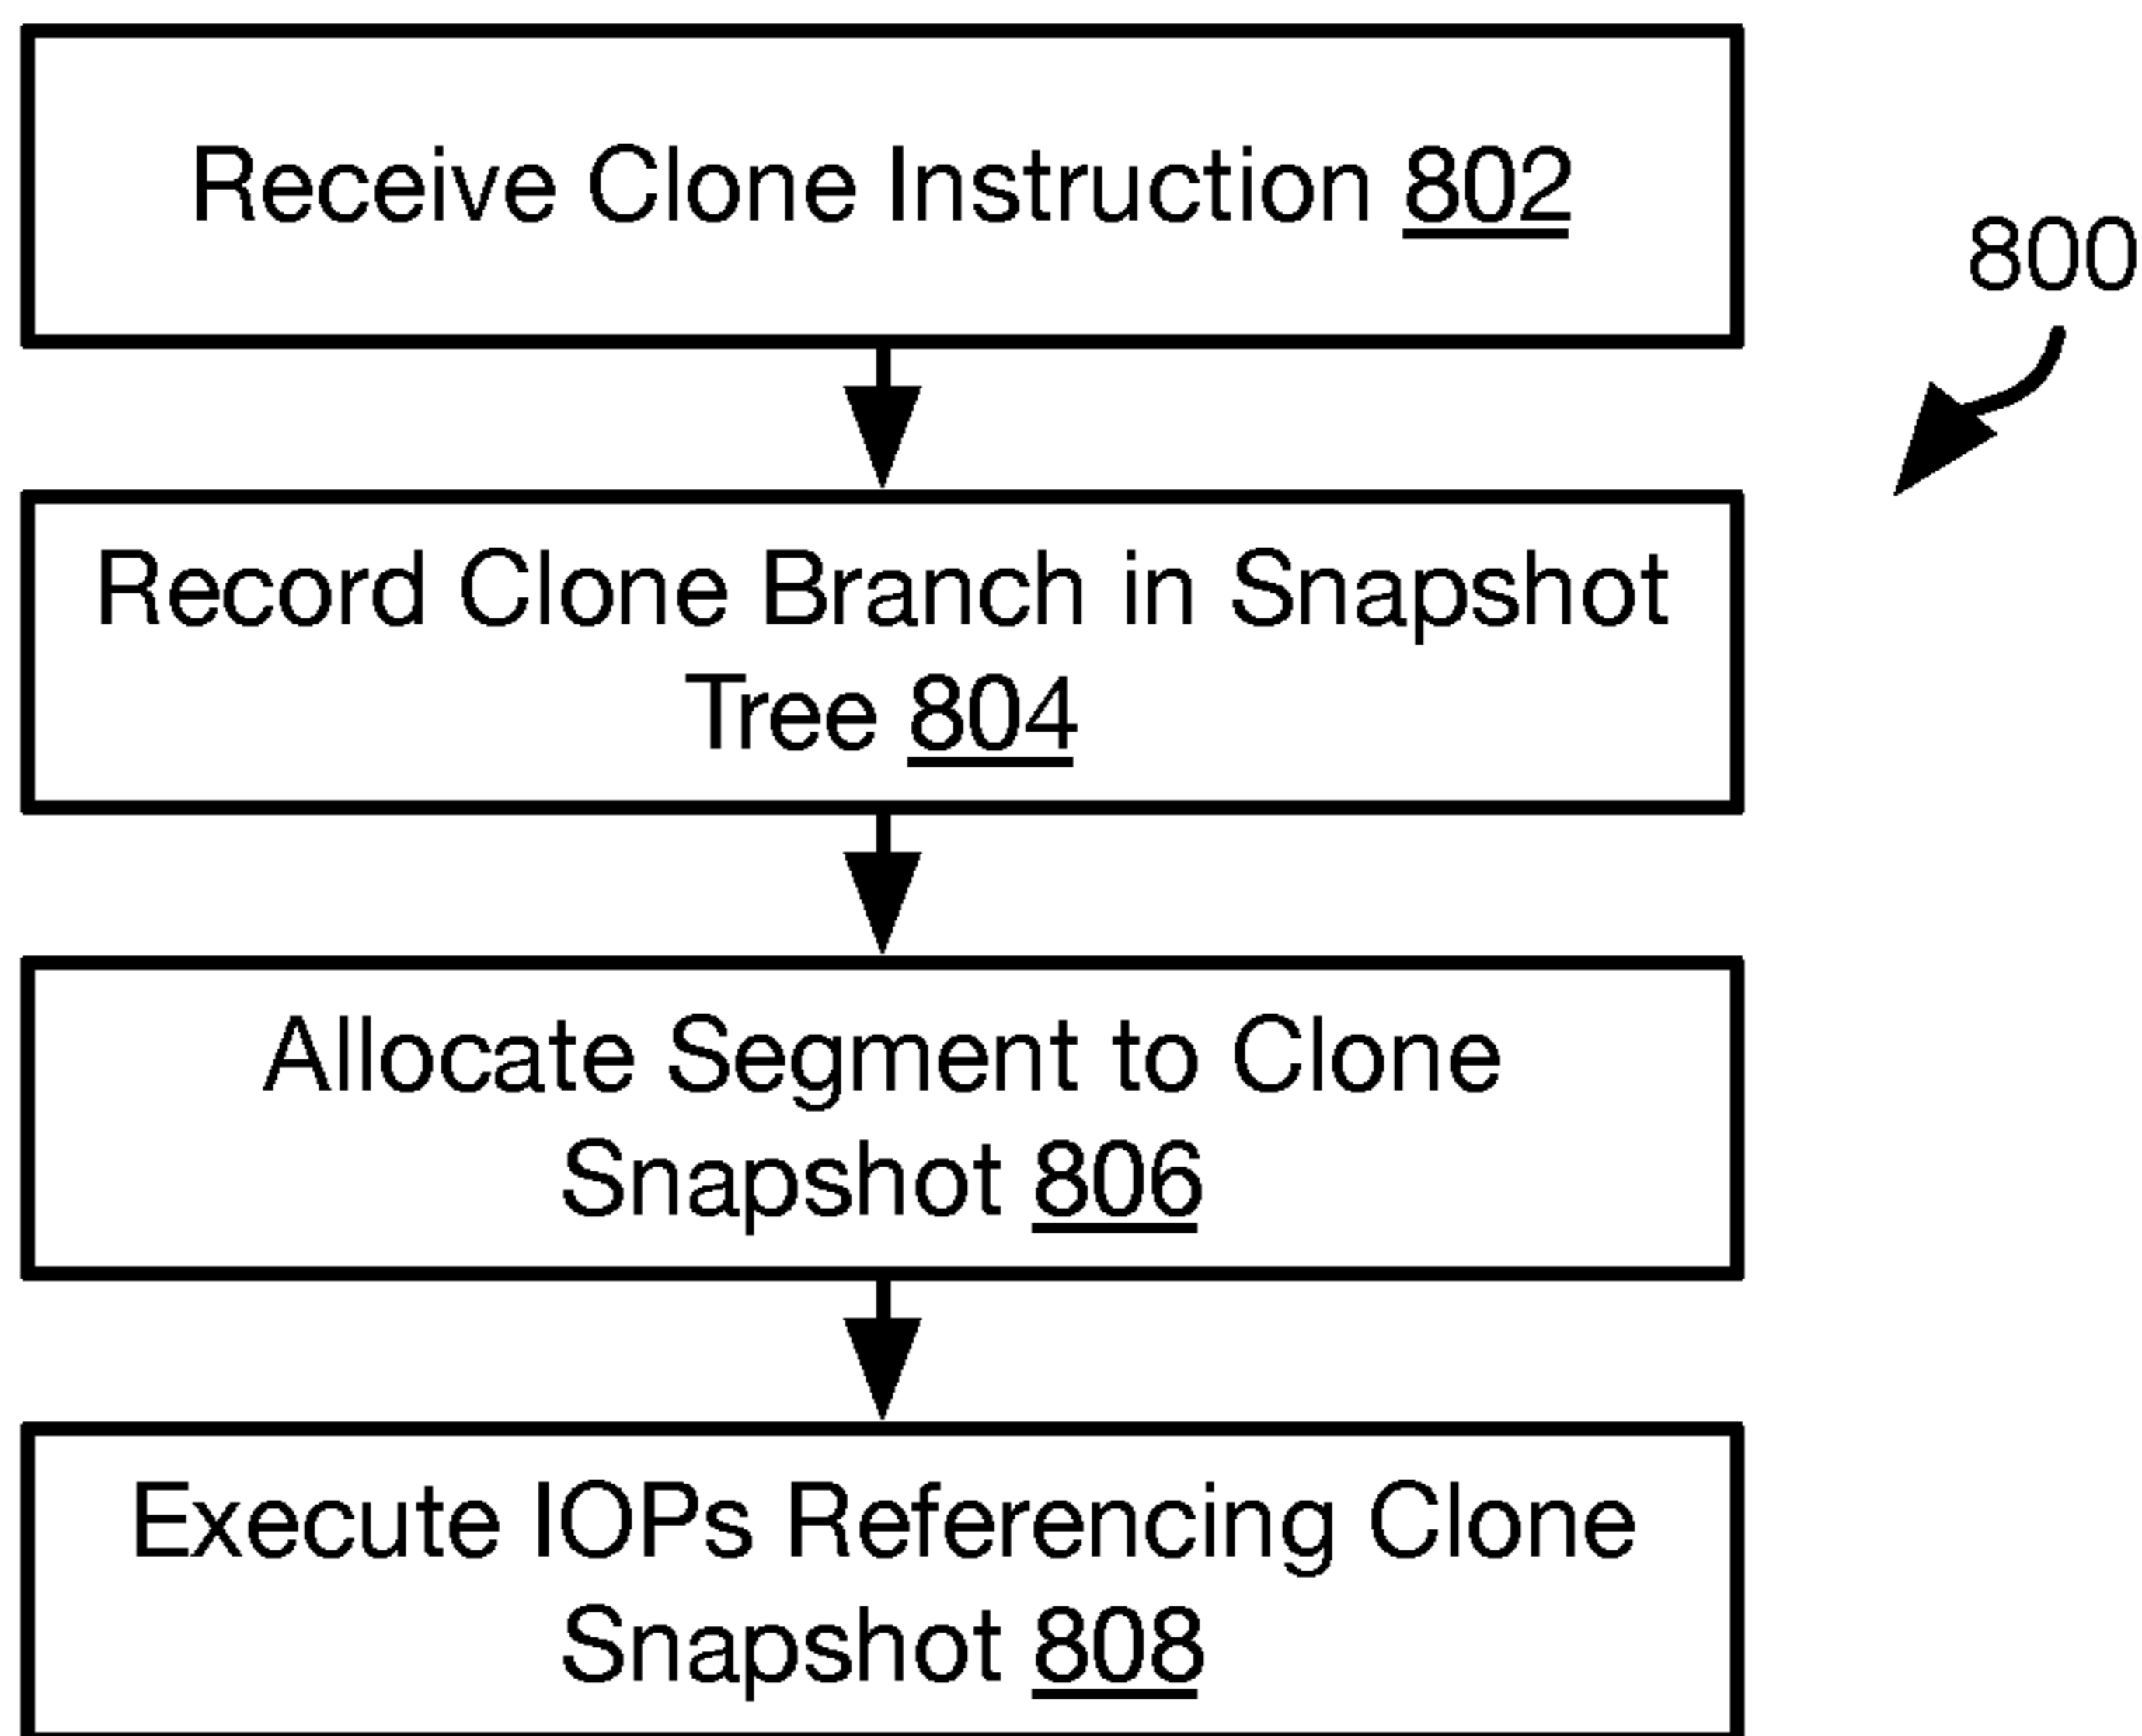 Receive Clone Instruction 802
800
Record Clone Branch in Snapshot
Tree 804
Allocate Segment to Clone
Snapshot 806
Execute IOPs Referencing Clone
Snapshot 808